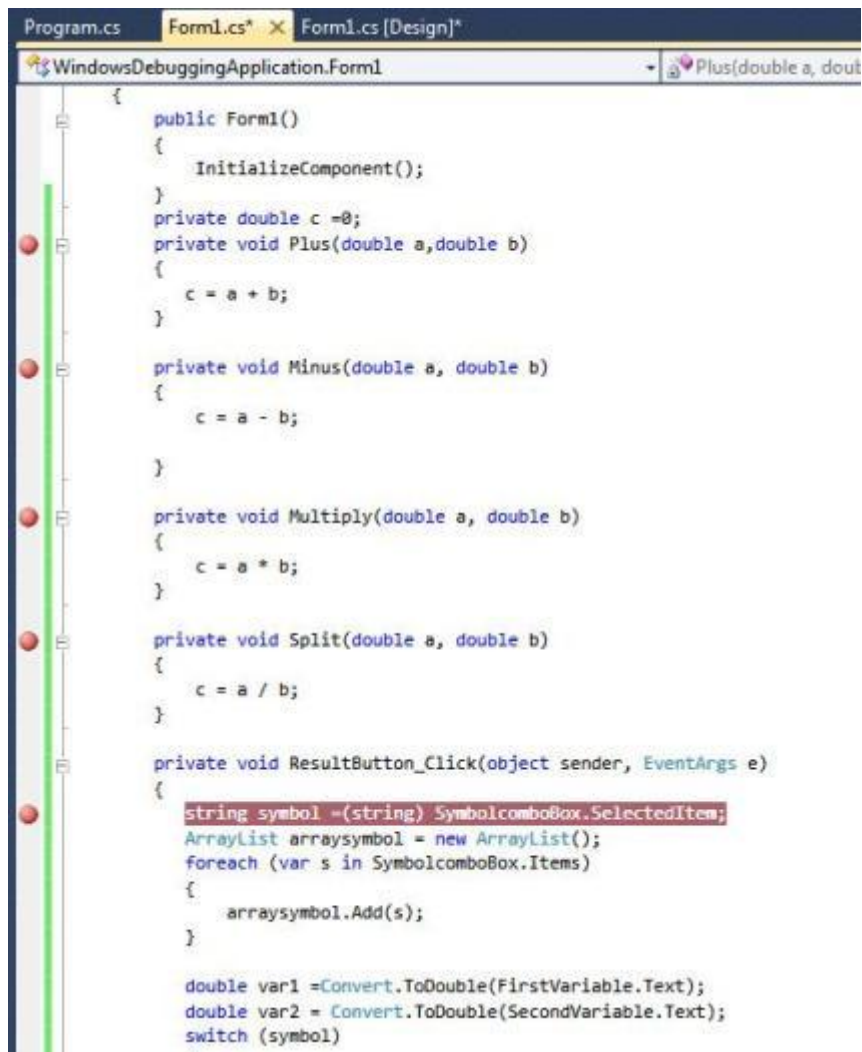 Program.cs Form1.cs* Form1.cs [Design]*
WindowsDebuggingApplication.Form1 Plus(double a, doub
{
public Form1()
{
InitializeComponent();
}
private double c =0;
private void Plus(double a,double b)
{
c = a + b;
}
private void Minus(double a, double b)
{
c = a - b;
}
private void Multiply(double a, double b)
{
c = a * b;
}
private void Split(double a, double b)
{
c = a / b;
}
private void ResultButton_Click(object sender, EventArgs e)
{
string symbol =(string) SymbolcomboBox.SelectedItem;
ArrayList arraysymbol = new ArrayList();
foreach (var s in SymbolcomboBox.Items)
{
arraysymbol.Add(s);
}
double var1 =Convert.ToDouble(FirstVariable.Text);
double var2 = Convert.ToDouble(SecondVariable.Text);
switch (symbol)